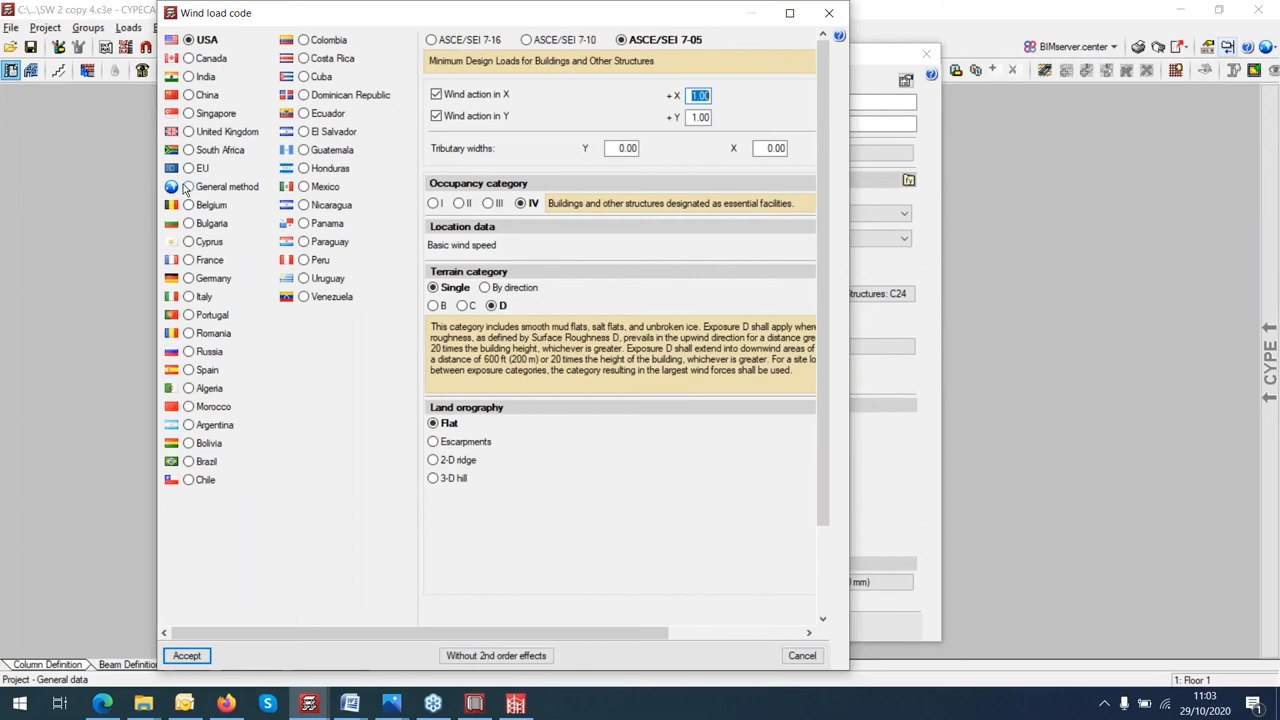 C:\...\SW 2 copy 4.c3e - CYPECA
Wind load code
File Project Groups Loads
BIMserver.center
USA
Canada
India
China
Singapore
United Kingdom
South Africa
EU
General method
Belgium
Bulgaria
Cyprus
France
Germany
Italy
Portugal
Romania
Russia
Spain
Algeria
Morocco
Argentina
Bolivia
Brazil
Chile
Colombia
Costa Rica
Cuba
Dominican Republic
Ecuador
El Salvador
Guatemala
Honduras
Mexico
Nicaragua
Panama
Paraguay
Peru
Uruguay
Venezuela
ASCE/SEI 7-16 ASCE/SEI 7-10 ASCE/SEI 7-05
Minimum Design Loads for Buildings and Other Structures
Wind action in X + X 1.00
Wind action in Y + Y 1.00
Tributary widths: Y 0.00 X 0.00
Occupancy category
I II III IV Buildings and other structures designated as essential facilities.
Location data
Basic wind speed
Terrain category
Single By direction
B C D
This category includes smooth mud flats, salt flats, and unbroken ice. Exposure D shall apply where
roughness, as defined by Surface Roughness D, prevails in the upwind direction for a distance gre
20 times the building height, whichever is greater. Exposure D shall extend into downwind areas of
a distance of 600 ft (200 m) or 20 times the height of the building, whichever is greater. For a site lo
between exposure categories, the category resulting in the largest wind forces shall be used.
Land orography
Flat
Escarpments
2-D ridge
3-D hill
tructures: C24
mm)
CYPE
Accept Without 2nd order effects Cancel
Column Definition Beam Definitio
Project - General data 1: Floor 1
11:03
29/10/2020
1